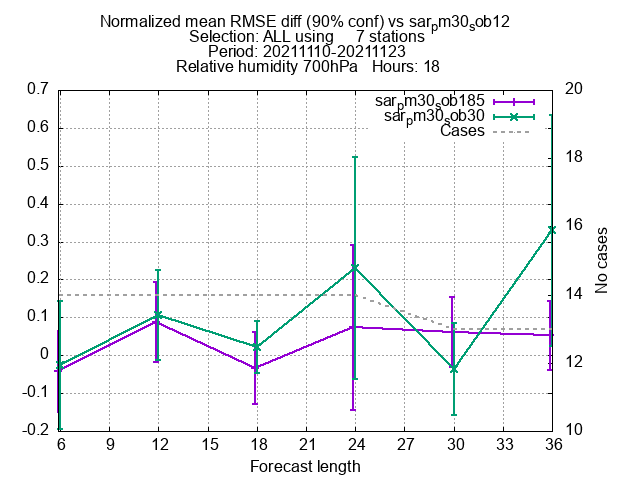 Normalized mean RMSE diff (90% conf) vs sarpm30sob12
Selection: ALL using 7 stations
Period: 20211110-20211123
Relative humidity 700hPa Hours: 18
sarpm30sob185
sarpm30sob30
Cases
0.7
0.6
0.5
0.4
0.3
0.2
0.1
0
-0.1
-0.2
20
18
16
14
12
10
No cases
6 9 12 15 18 21 24 27 30 33 36
Forecast length